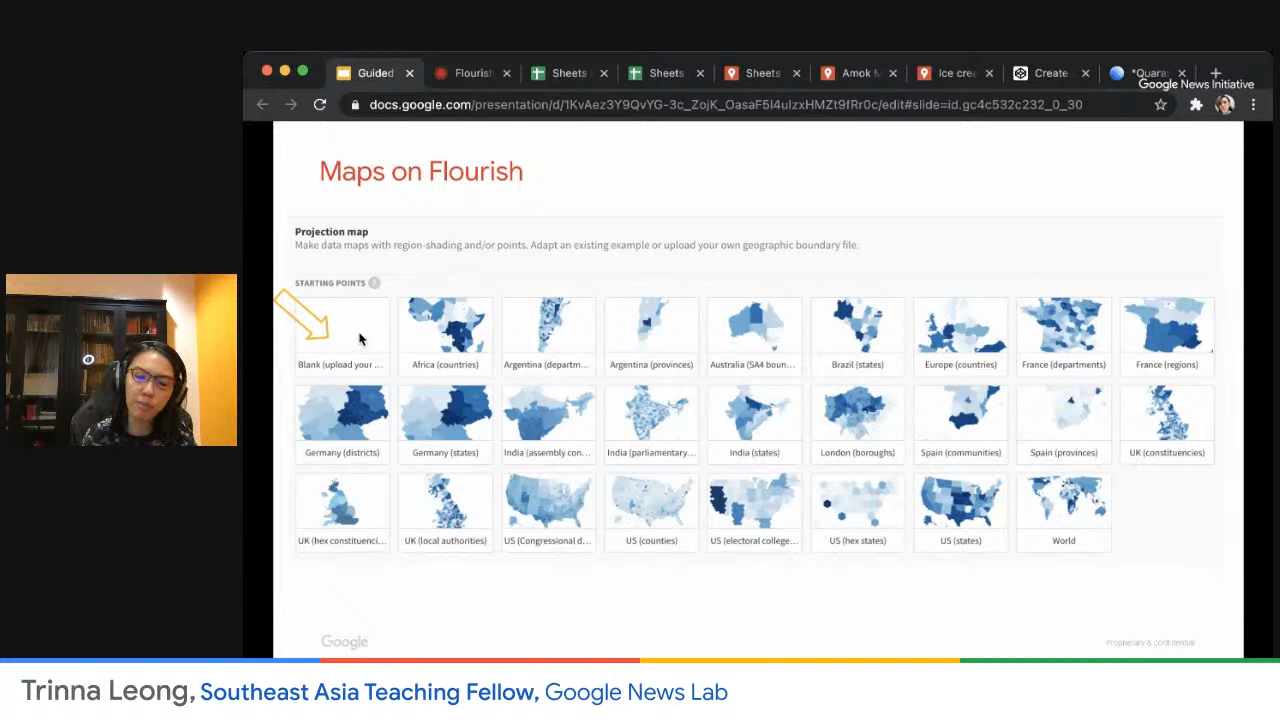 Guided
Flouris
Sheets
Sheets
Sheets
Amok M
Ice cre
Create
*Quara
Google News Initiative
docs.google.com/presentation/d/1KvAez3Y9QvYG-3c_ZojK_OasaF5I4ulzxHMZt9fRr0c/edit#slide=id.gc4c532c232_0_30
Maps on Flourish
Projection map
Make data maps with region-shading and/or points. Adapt an existing example or upload your own geographic boundary file.
STARTING POINTS ?
Blank (upload your ...
Africa (countries)
Argentina (departm...
Argentina (provinces)
Australia (SA4 boun...
Brazil (states)
Europe (countries)
France (departments)
France (regions)
Germany (districts)
Germany (states)
India (assembly con...
India (parliamentary...
India (states)
London (boroughs)
Spain (communities)
Spain (provinces)
UK (constituencies)
UK (hex constituenci...
UK (local authorities)
US (Congressional d...
US (counties)
US (electoral college...
US (hex states)
US (states)
World
Google
Proprietary & confidential
Trinna Leong, Southeast Asia Teaching Fellow, Google News Lab